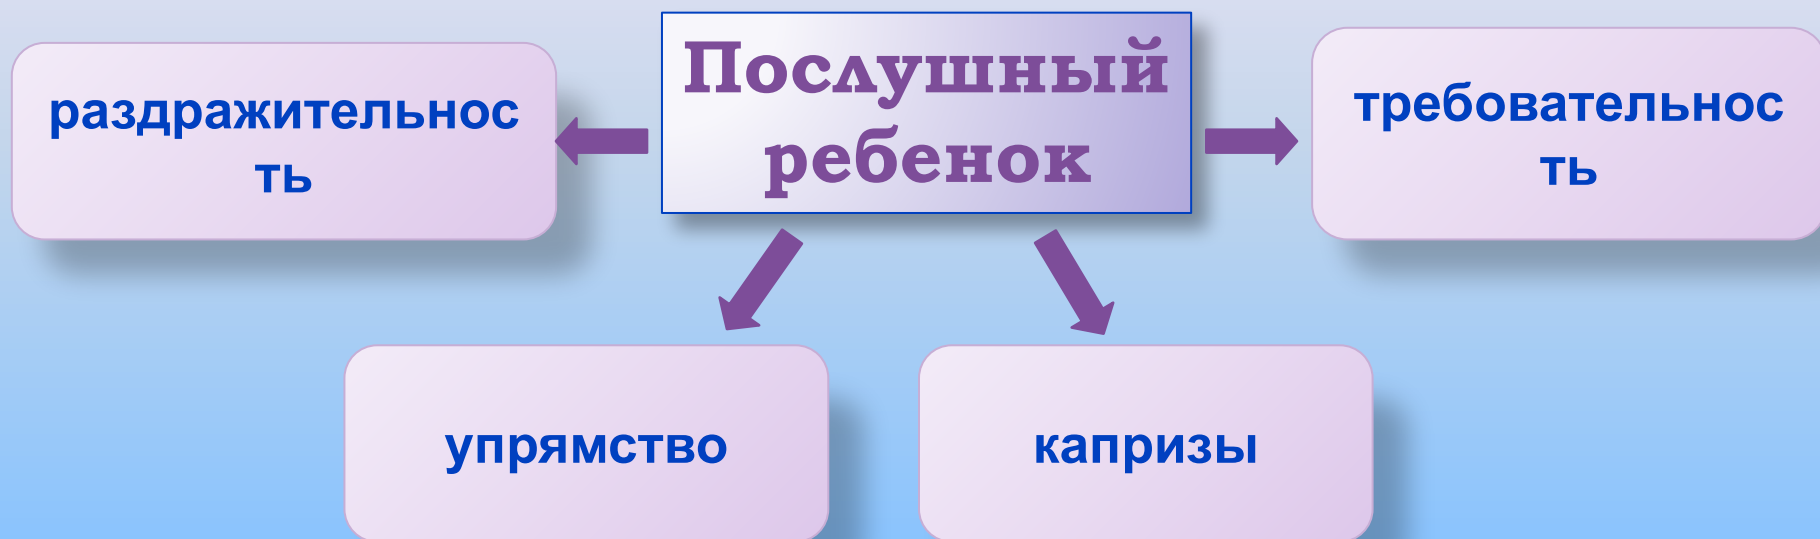 Послушный
ребенок
раздражительнос
ть
требовательнос
ть
упрямство
капризы